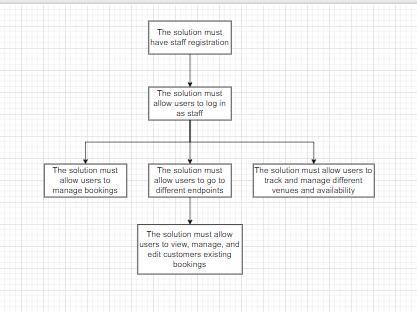 The solution must
have staff registration
The solution must
allow users to log in
as staff
The solution must
allow users to
manage bookings
The solution must
allow users to go to
different endpoints
The solution must allow users to
track and manage different
venues and availability
The solution must allow
users to view, manage, and
edit customers existing
bookings